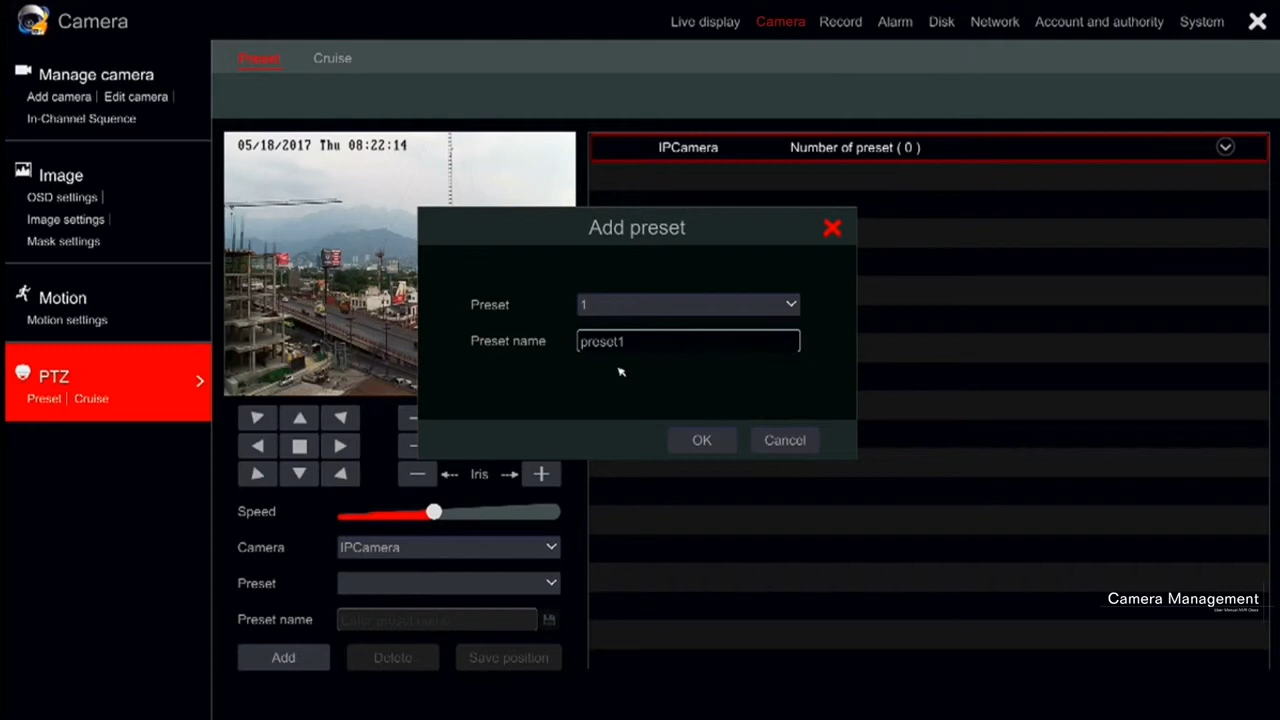 Camera
Live display Camera Record Alarm Disk Network Account and authority System
Preset Cruise
Manage camera
Add camera | Edit camera |
In-Channel Squence
Image
OSD settings |
Image settings |
Mask settings
Motion
Motion settings
PTZ
Preset | Cruise
05/18/2017 Thu 08:22:14
IPCamera Number of preset ( 0 )
Add preset
Preset 1
Preset name preset1
OK Cancel
Iris
Speed
Camera IPCamera
Preset
Preset name Enter preset name
Add Delete Save position
Camera Management